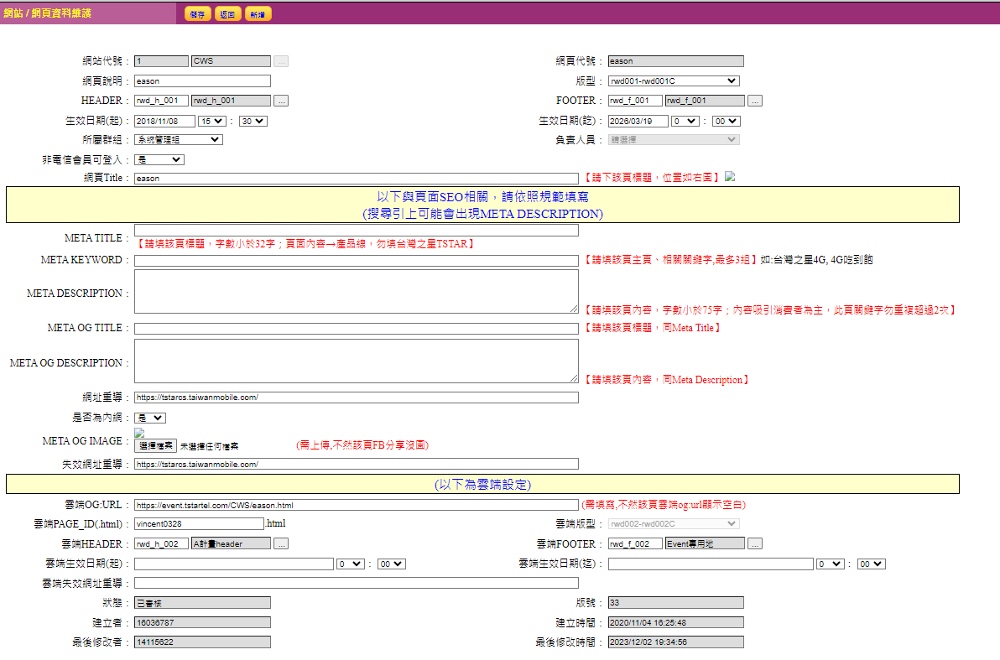 網站 / 網頁資料維護 儲存 返回 新增
網站代號： 1 CWS ... 網頁代號： eason
網頁說明： eason 版型： rwd001-rwd001C
HEADER： rwd_h_001 rwd_h_001 ... FOOTER： rwd_f_001 rwd_f_001 ...
生效日期(起)： 2018/11/08 15 : 30 生效日期(訖)： 2026/03/19 0 : 00
所屬群組： 系統管理組 負責人員： 請選擇
非電信會員可登入： 是
網頁Title： eason 【請下該頁標題，位置如右圖】
以下與頁面SEO相關，請依照規範填寫
(搜尋引上可能會出現META DESCRIPTION)
META TITLE：
【請填該頁標題，字數小於32字；頁面內容→產品線，勿填台灣之星TSTAR】
META KEYWORD： 【請填該頁主頁、相關關鍵字,最多3組】如:台灣之星4G, 4G吃到飽
META DESCRIPTION： 【請填該頁內容，字數小於75字；內容吸引消費者為主，此頁關鍵字勿重複超過2次】
META OG TITLE： 【請填該頁標題，同Meta Title】
META OG DESCRIPTION： 【請填該頁內容，同Meta Description】
網址重導： https://tstarcs.taiwanmobile.com/
是否為內網： 是
META OG IMAGE： 選擇檔案 未選擇任何檔案 (需上傳,不然該頁FB分享沒圖)
失效網址重導： https://tstarcs.taiwanmobile.com/
(以下為雲端設定)
雲端OG:URL： https://event.tstartel.com/CWS/eason.html (需填寫,不然該頁雲端og:url顯示空白)
雲端PAGE_ID(.html)： vincent0328 .html 雲端版型： rwd002-rwd002C
雲端HEADER： rwd_h_002 A計畫header ... 雲端FOOTER： rwd_f_002 Event專用地 ...
雲端生效日期(起)： 0 : 00 雲端生效日期(迄)： 0 : 00
雲端失效網址重導：
狀態： 已審核 版號： 33
建立者： 16036787 建立時間： 2020/11/04 16:25:48
最後修改者： 14115622 最後修改時間： 2023/12/02 19:34:56